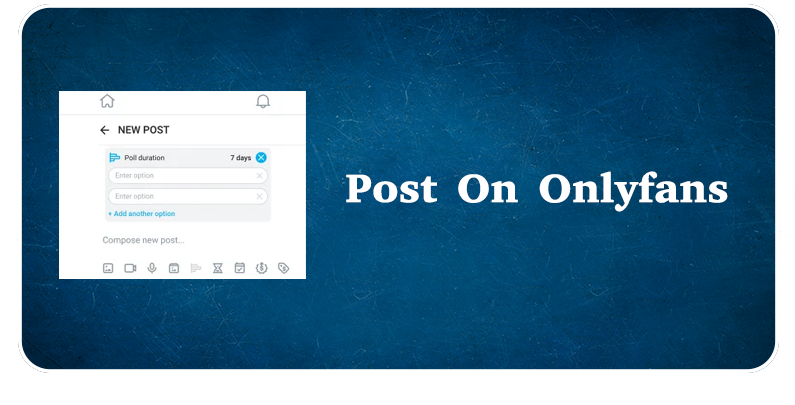 NEW POST
Poll duration 7 days
Enter option
Enter option
+ Add another option
Compose new post...
Post On Onlyfans